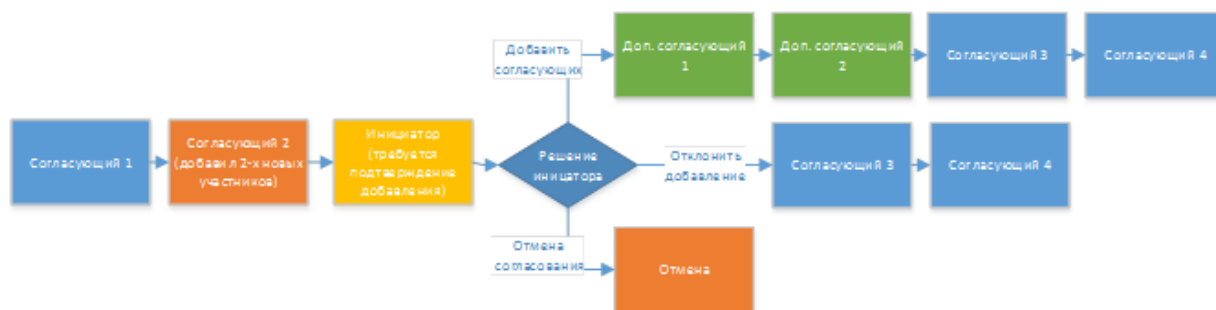 Добавить
согласующих
Доп. согласующий
1
Доп. согласующий
2
Согласующий 3
Согласующий 4
Согласующий 1
Согласующий 2
(добавил 2-х новых
участников)
Инициатор
(требуется
подтверждение
добавления)
Решение
иницатора
Отклонить
добавление
Согласующий 3
Согласующий 4
Отмена
согласования
Отмена